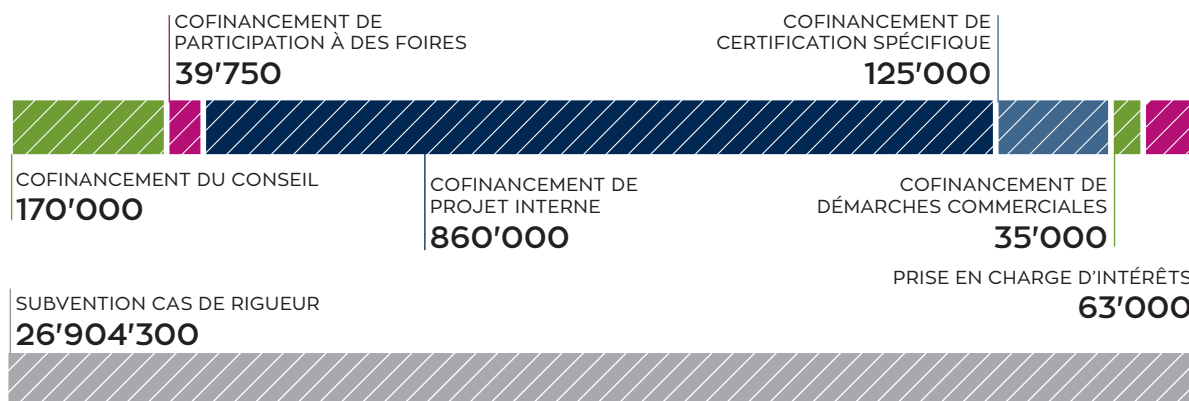 COFINANCEMENT DE
PARTICIPATION À DES FOIRES
39'750
COFINANCEMENT DE
CERTIFICATION SPÉCIFIQUE
125'000
COFINANCEMENT DU CONSEIL
170'000
COFINANCEMENT DE
PROJET INTERNE
860'000
COFINANCEMENT DE
DÉMARCHES COMMERCIALES
35'000
PRISE EN CHARGE D'INTÉRÊTS
63'000
SUBVENTION CAS DE RIGUEUR
26'904'300